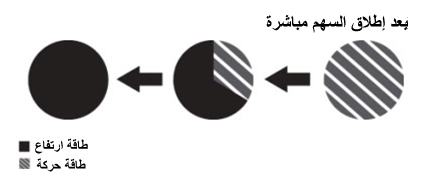 بعد إطلاق السهم مباشرة
طاقة ارتفاع
طاقة حركة